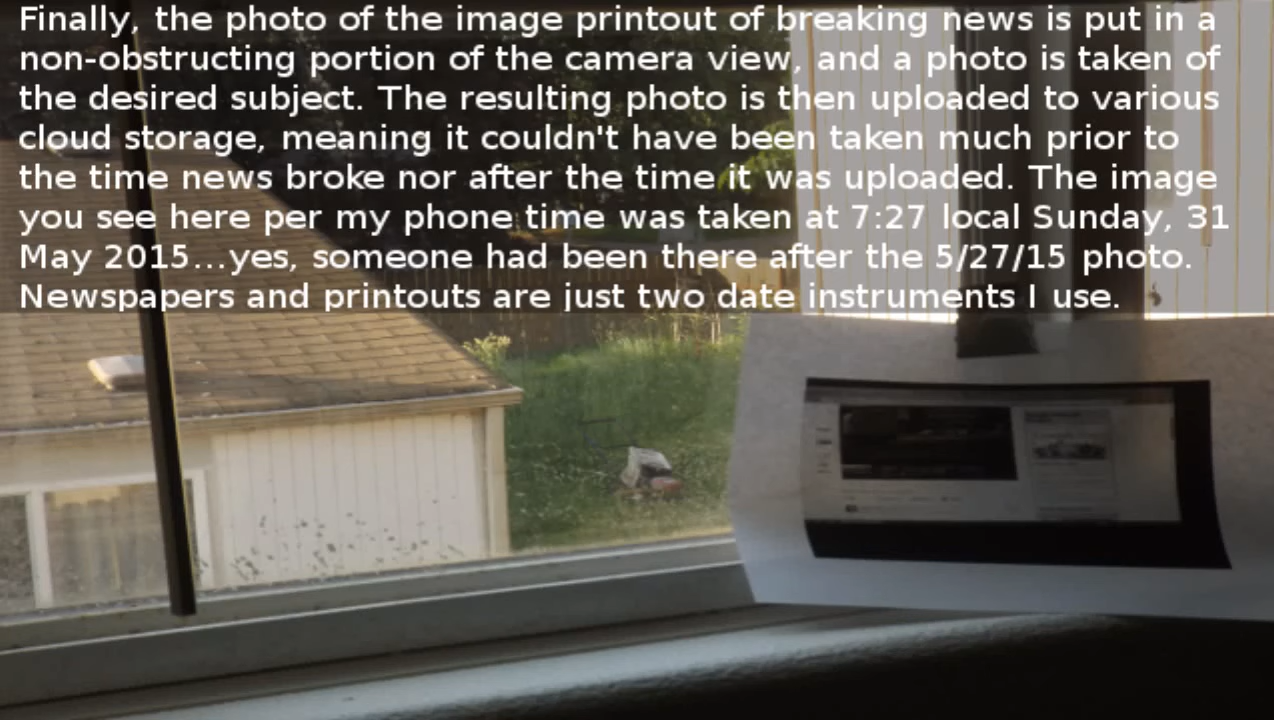 Finally, the photo of the image printout of breaking news is put in a
non-obstructing portion of the camera view, and a photo is taken of
the desired subject. The resulting photo is then uploaded to various
cloud storage, meaning it couldn't have been taken much prior to
the time news broke nor after the time it was uploaded. The image
you see here per my phone time was taken at 7:27 local Sunday, 31
May 2015...yes, someone had been there after the 5/27/15 photo.
Newspapers and printouts are just two date instruments I use.